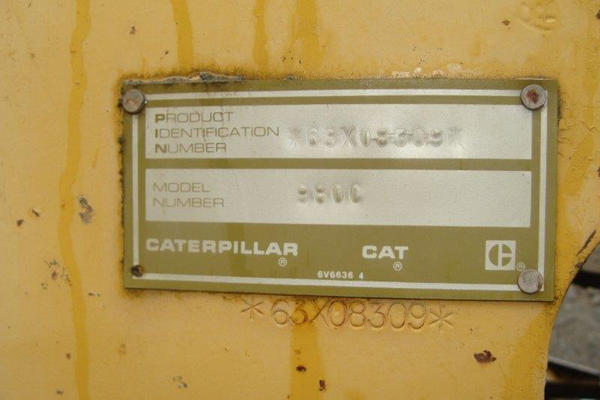 PRODUCT
IDENTIFICATION
NUMBER
*63X08309*
MODEL
NUMBER
980C
CATERPILLAR®
CAT®
C®
6V6636 4
*63X08309*